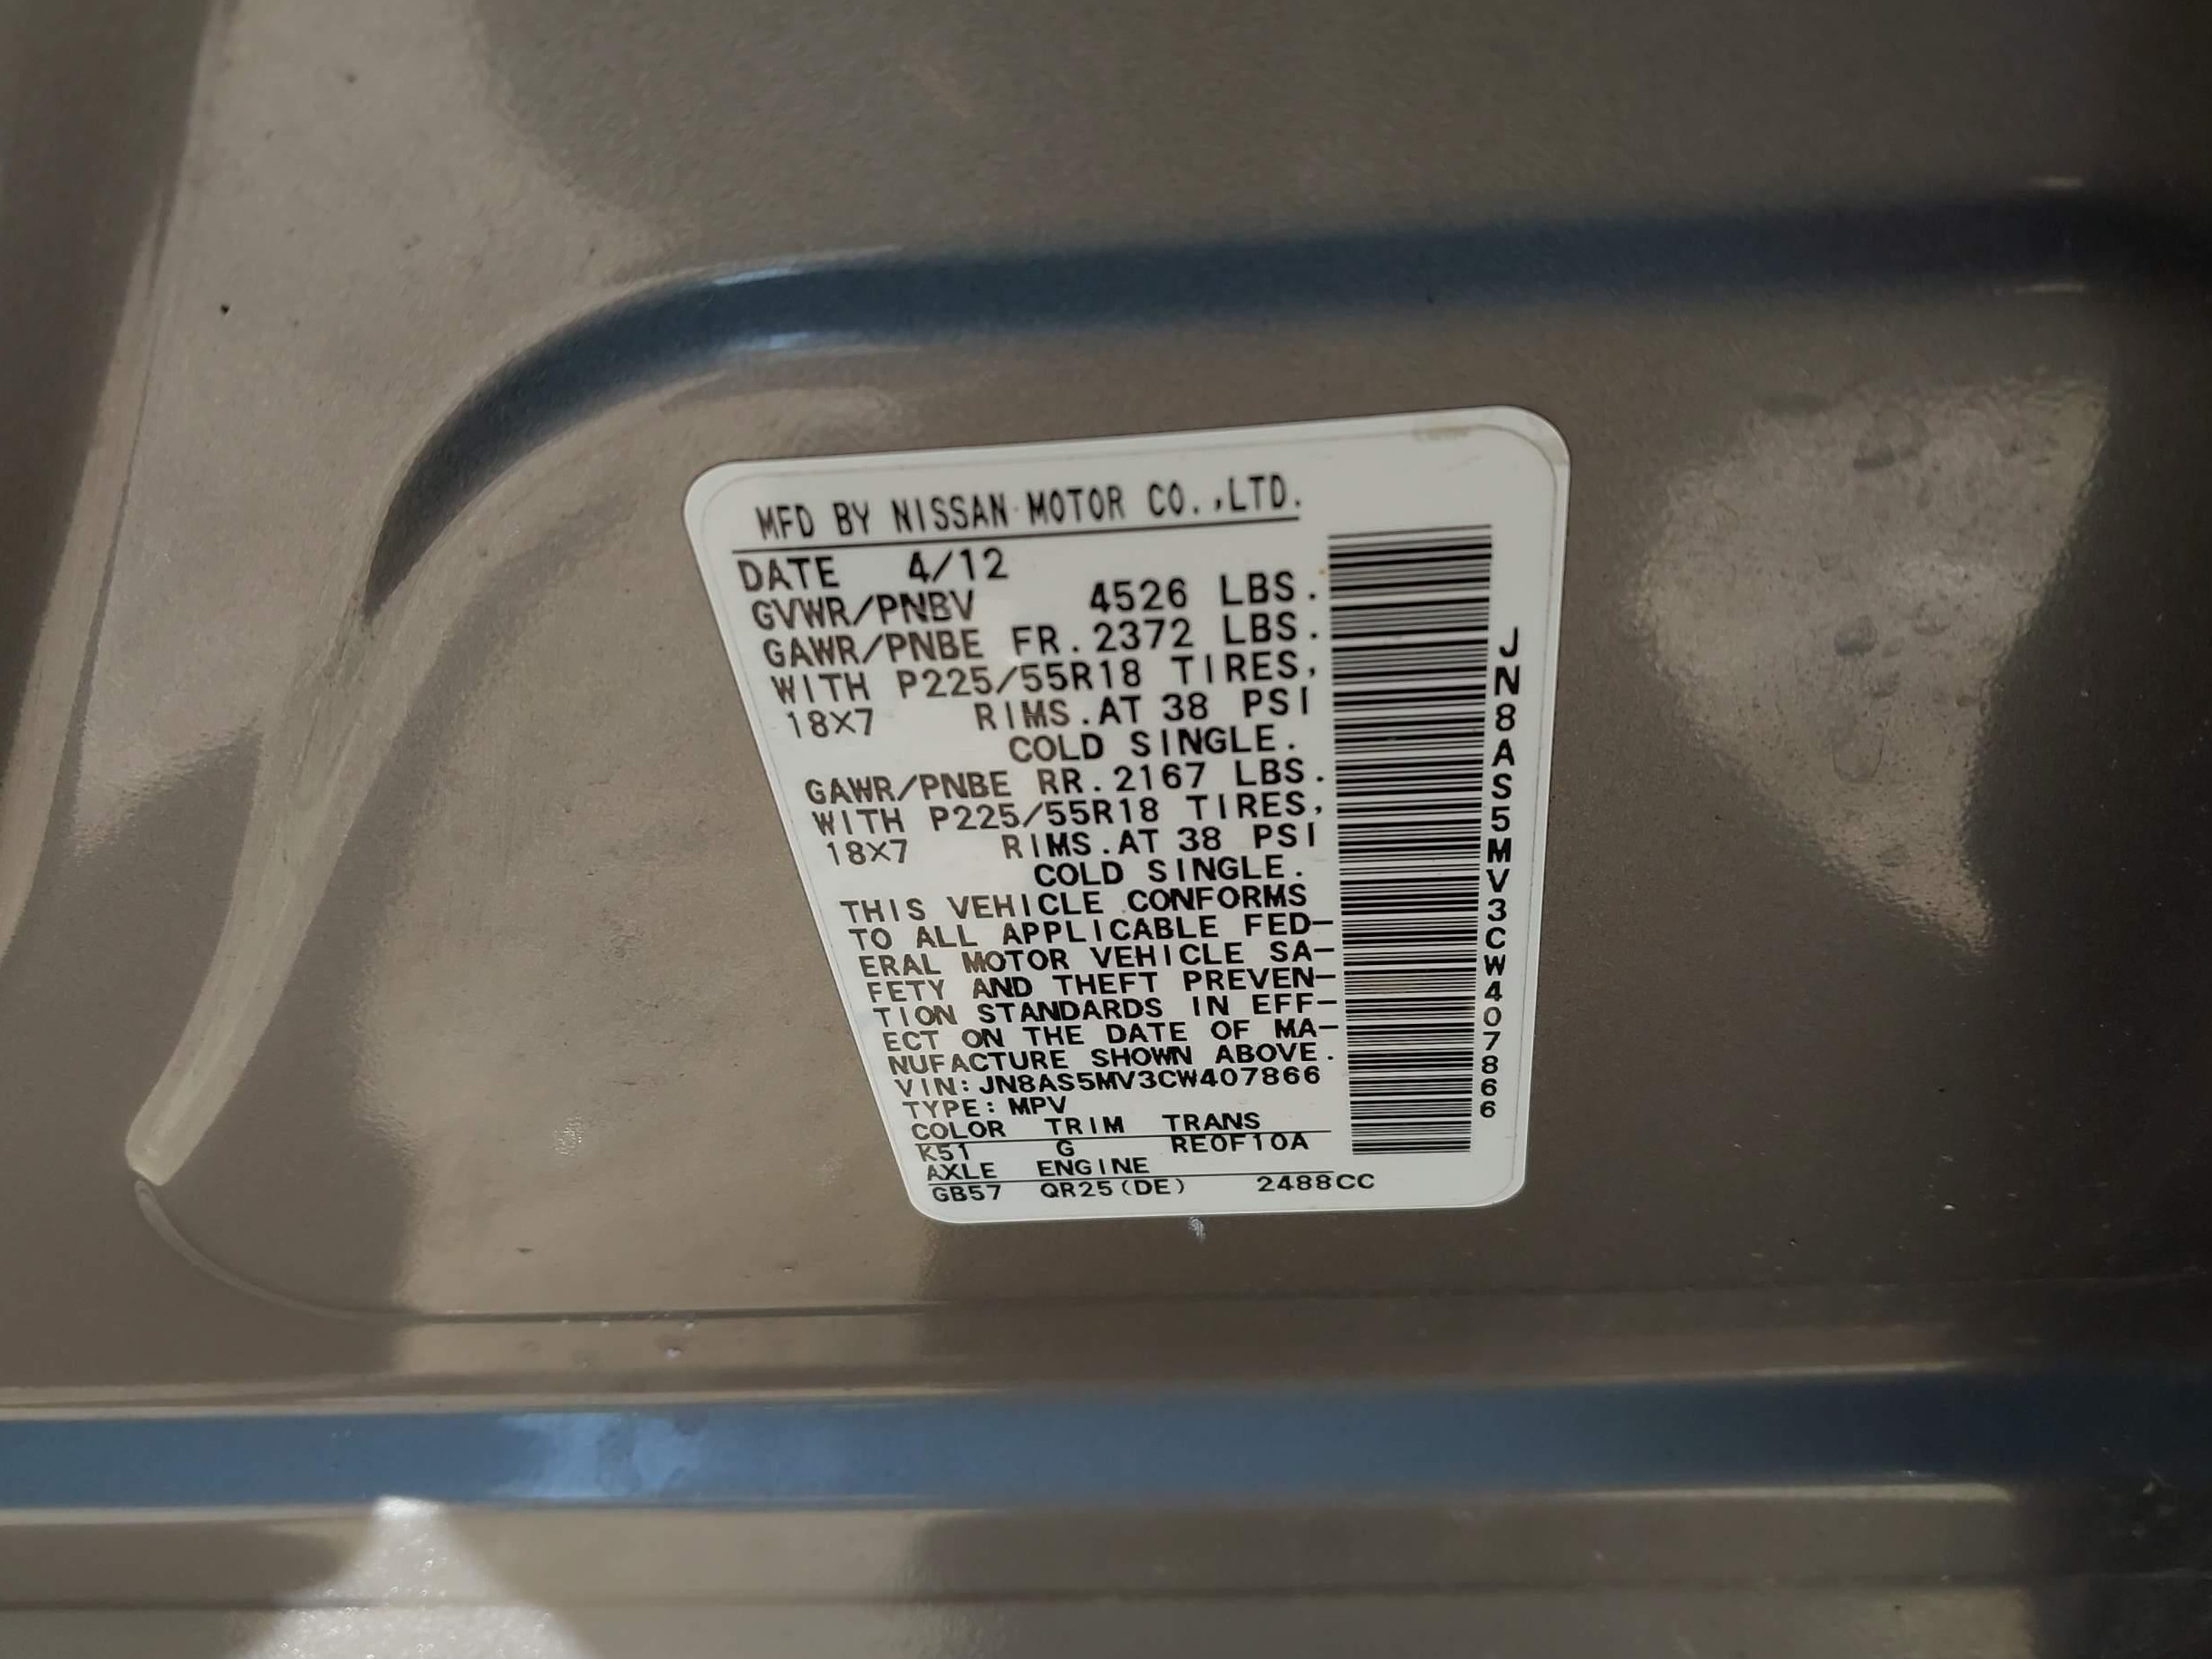 MFD BY NISSAN MOTOR CO.,LTD.
DATE 4/12
GVWR/PNBV 4526 LBS.
GAWR/PNBE FR.2372 LBS.
WITH P225/55R18 TIRES,
18X7 RIMS.AT 38 PSI
COLD SINGLE.
GAWR/PNBE RR.2167 LBS.
WITH P225/55R18 TIRES,
18X7 RIMS.AT 38 PSI
COLD SINGLE.
THIS VEHICLE CONFORMS
TO ALL APPLICABLE FED-
ERAL MOTOR VEHICLE SA-
FETY AND THEFT PREVEN-
TION STANDARDS IN EFF-
ECT ON THE DATE OF MA-
NUFACTURE SHOWN ABOVE.
VIN:JN8AS5MV3CW407866
TYPE:MPV
COLOR TRIM TRANS
K51 G RE0F10A
AXLE ENGINE
GB57 QR25(DE) 2488CC
JN8AS5MV3CW407866